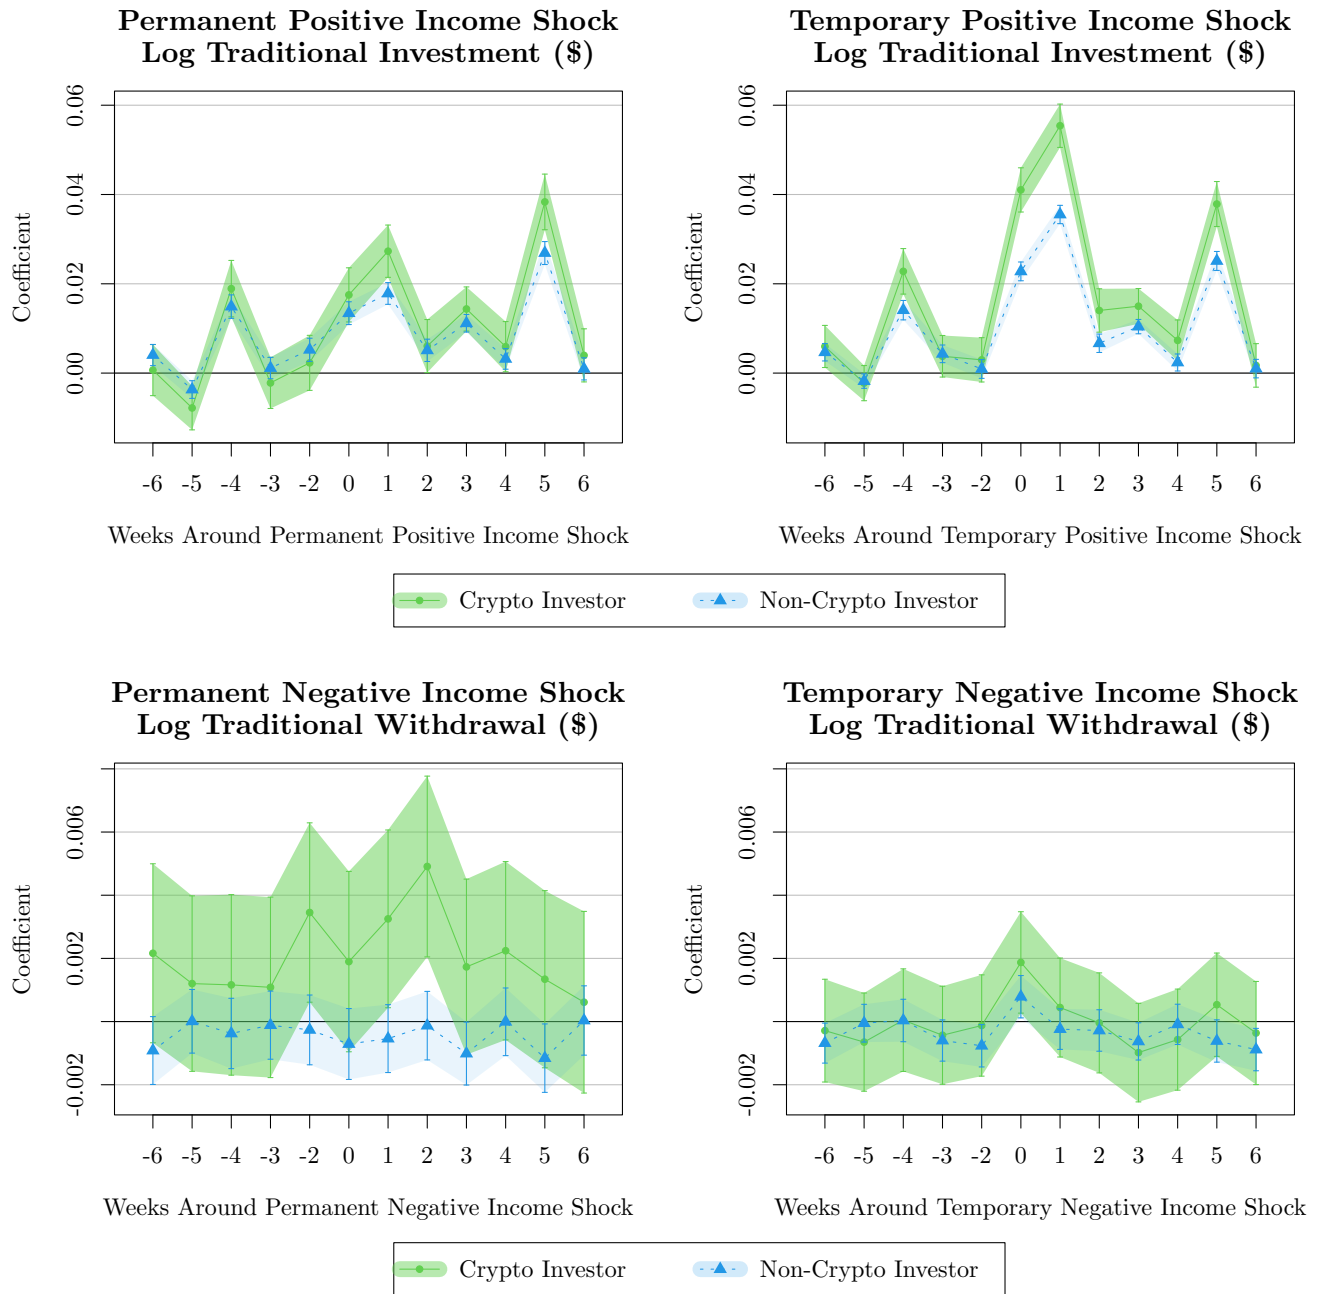 Permanent Positive Income Shock
Log Traditional Investment ($)
Coefficient
0.06
0.04
0.02
0.00
-6 -5 -4 -3 -2 0 1 2 3 4 5 6
Weeks Around Permanent Positive Income Shock
Temporary Positive Income Shock
Log Traditional Investment ($)
Coefficient
0.06
0.04
0.02
0.00
-6 -5 -4 -3 -2 0 1 2 3 4 5 6
Weeks Around Temporary Positive Income Shock
Crypto Investor Non-Crypto Investor
Permanent Negative Income Shock
Log Traditional Withdrawal ($)
Coefficient
0.006
0.002
-0.002
-6 -5 -4 -3 -2 0 1 2 3 4 5 6
Weeks Around Permanent Negative Income Shock
Temporary Negative Income Shock
Log Traditional Withdrawal ($)
Coefficient
0.006
0.002
-0.002
-6 -5 -4 -3 -2 0 1 2 3 4 5 6
Weeks Around Temporary Negative Income Shock
Crypto Investor Non-Crypto Investor